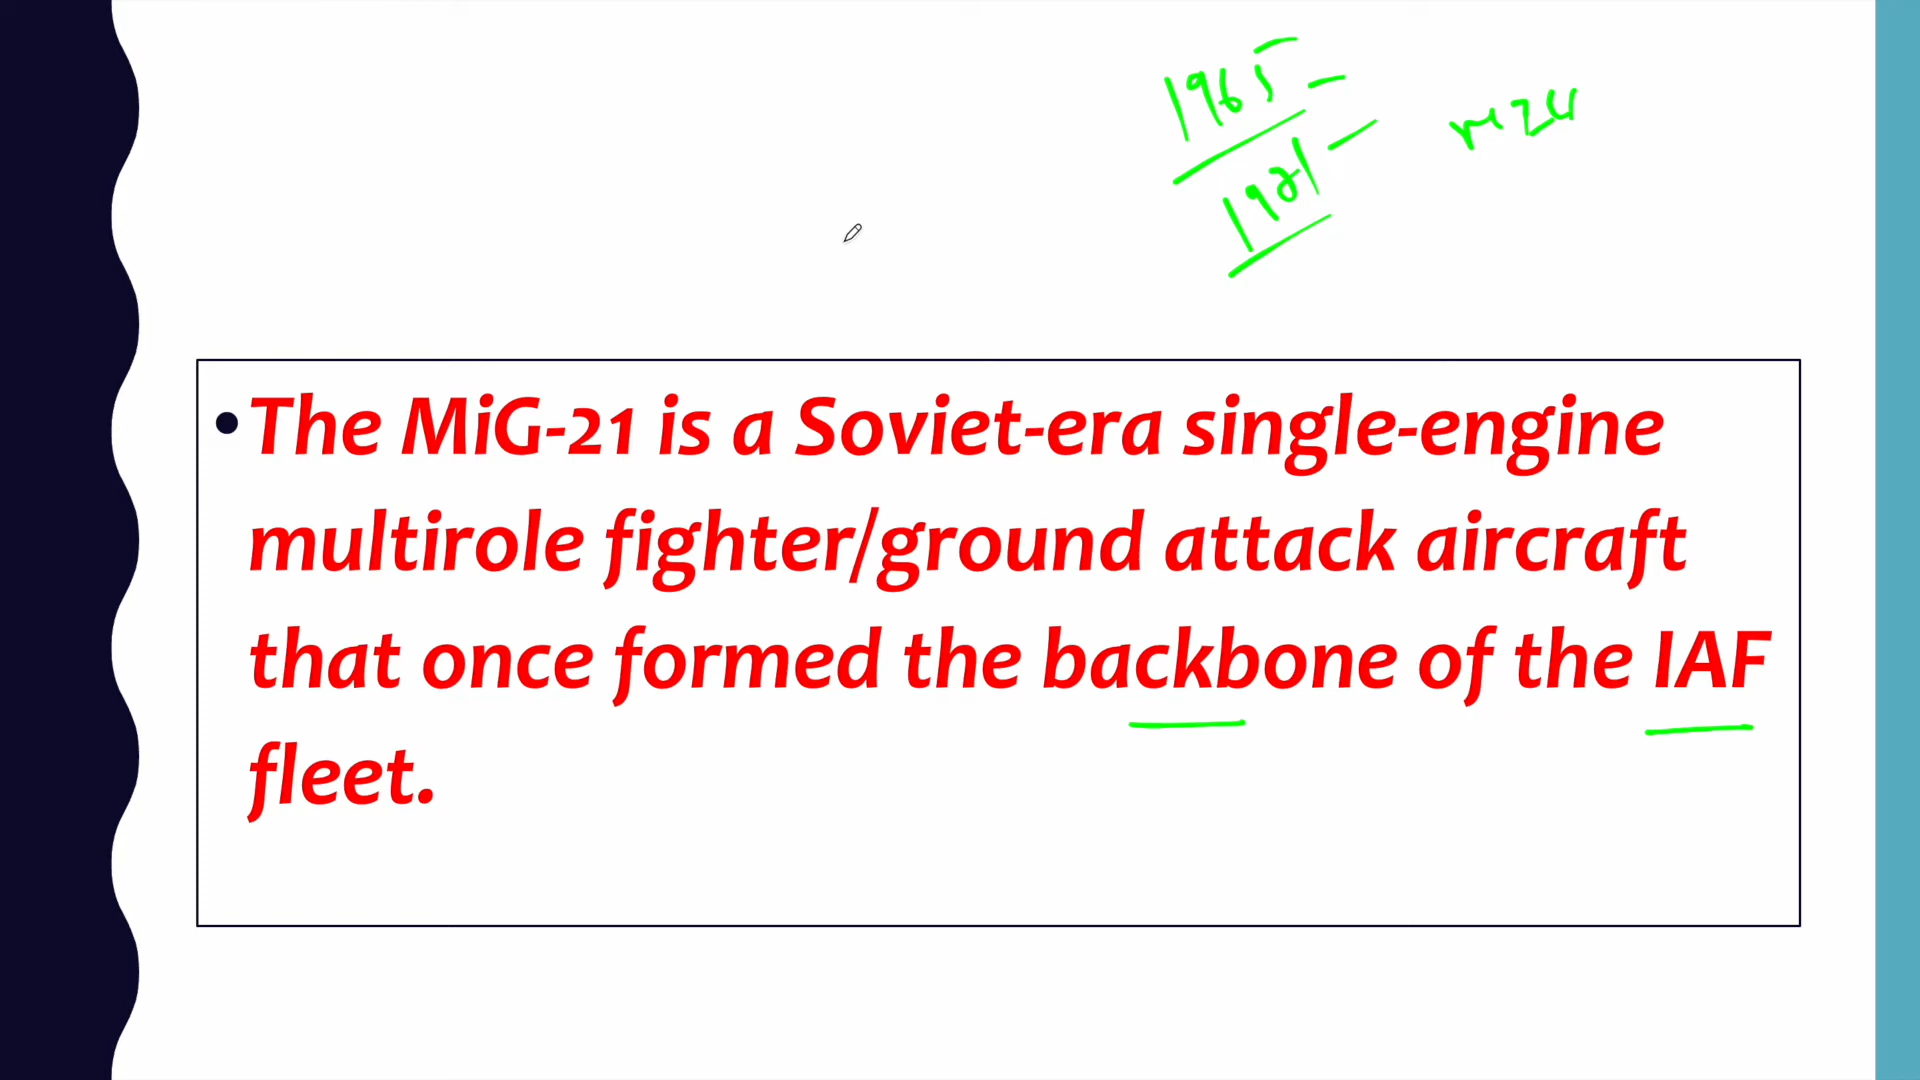 1965
1971
• The MiG-21 is a Soviet-era single-engine
multirole fighter/ground attack aircraft
that once formed the backbone of the IAF
fleet.